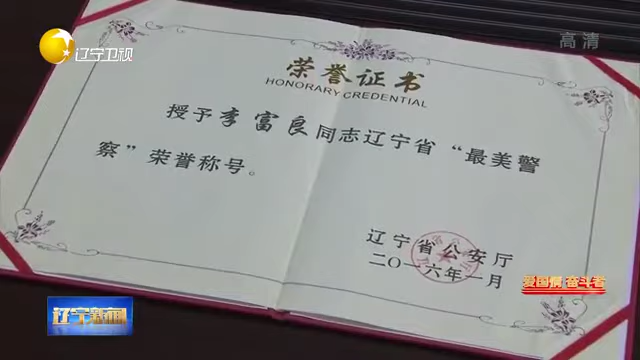 辽宁卫视
高清
荣誉证书
HONORARY CREDENTIAL
授予李富良同志辽宁省“最美警
察”荣誉称号。
辽宁省公安厅
二〇一六年一月
爱国情 奋斗者
辽宁新闻